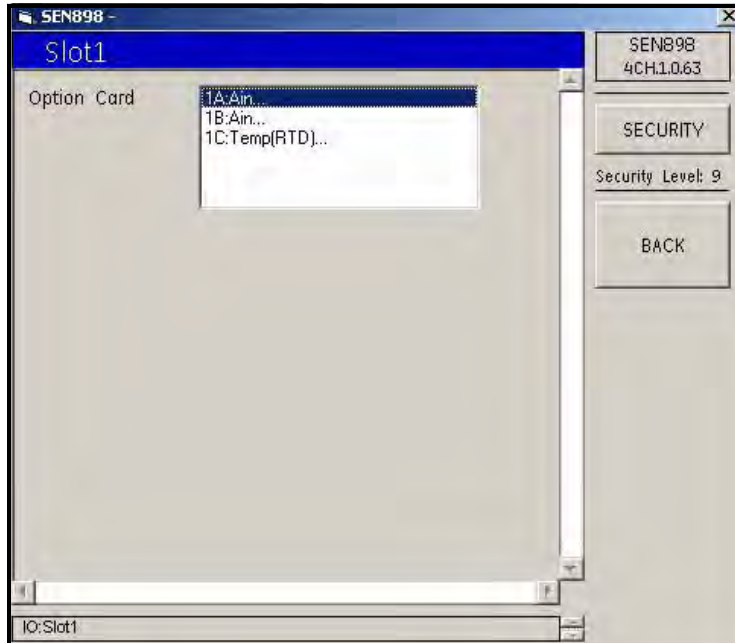 SEN898 -
Slot1
Option Card
1A:Ain...
1B:Ain...
1C:Temp(RTD)...
SEN898
4CH.1.0.63
SECURITY
Security Level: 9
BACK
IO:Slot1